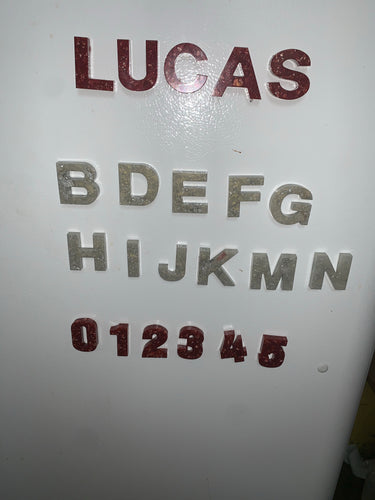 LUCAS
BDEFG
HIJKMN
012345